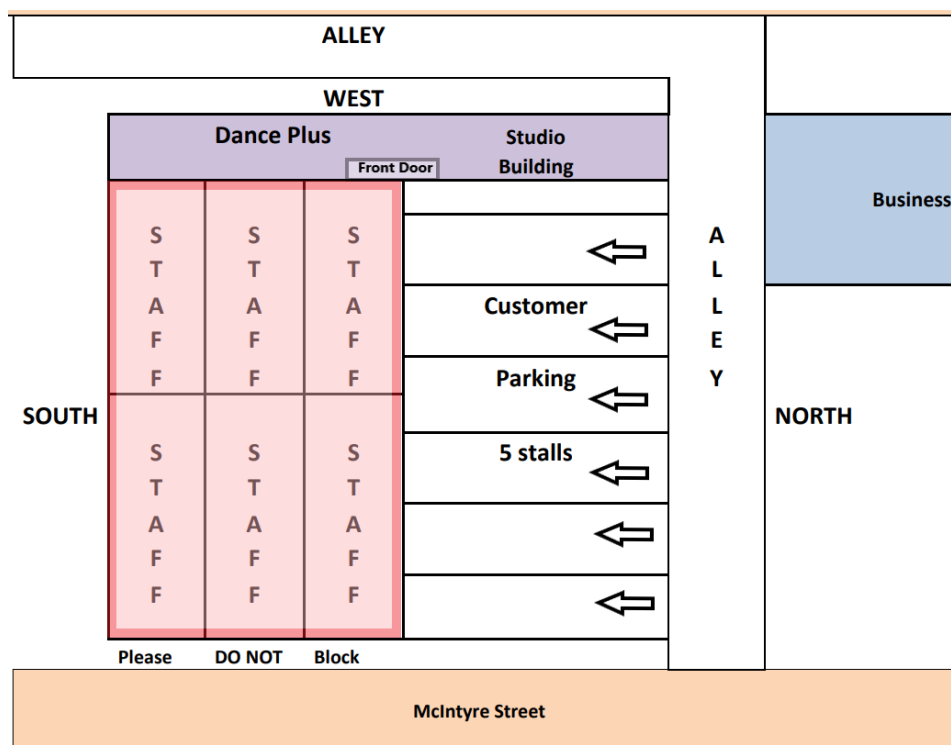 ALLEY
WEST
Dance Plus
Studio
Building
Front Door
Business
S S S
T T T
A A A
F F F
F F F
S S S
T T T
A A A
F F F
F F F
Customer
Parking
5 stalls
A
L
L
E
Y
SOUTH
NORTH
Please DO NOT Block
McIntyre Street